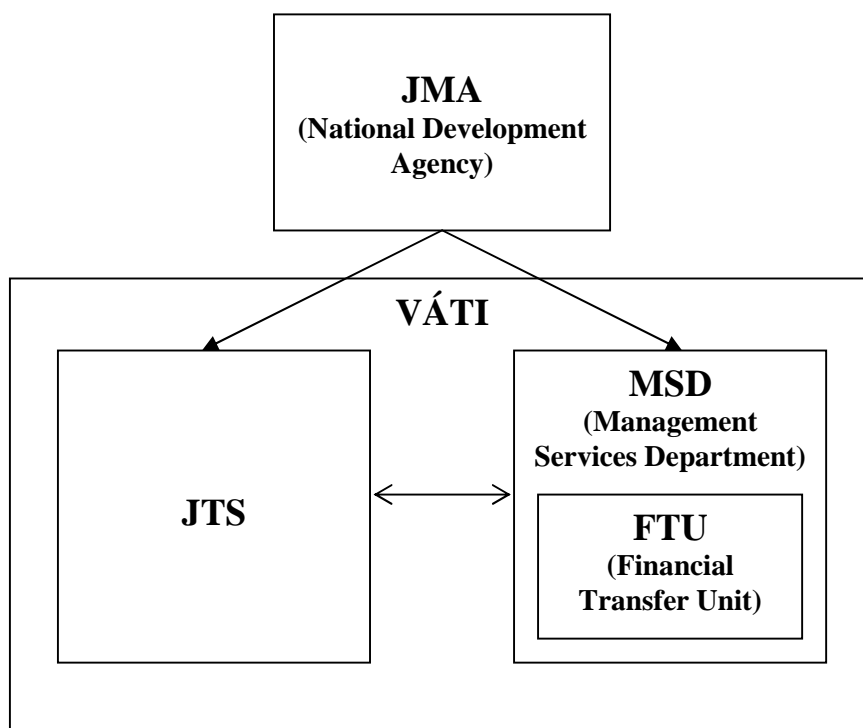 JMA
(National Development
Agency)
VÁTI
JTS
MSD
(Management
Services Department)
FTU
(Financial
Transfer Unit)